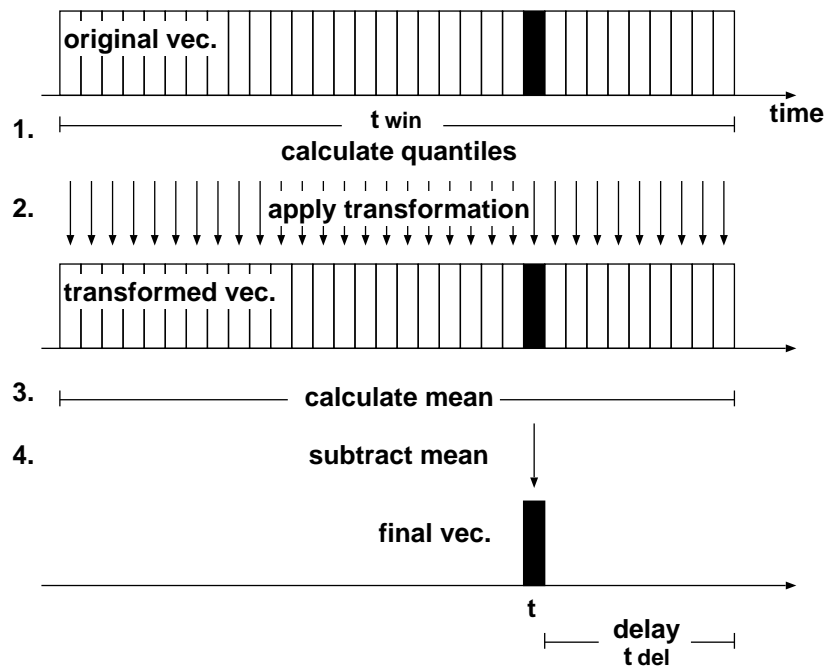 original vec.
time
1.
t win
calculate quantiles
2.
apply transformation
transformed vec.
3.
calculate mean
4.
subtract mean
final vec.
t
delay
t del